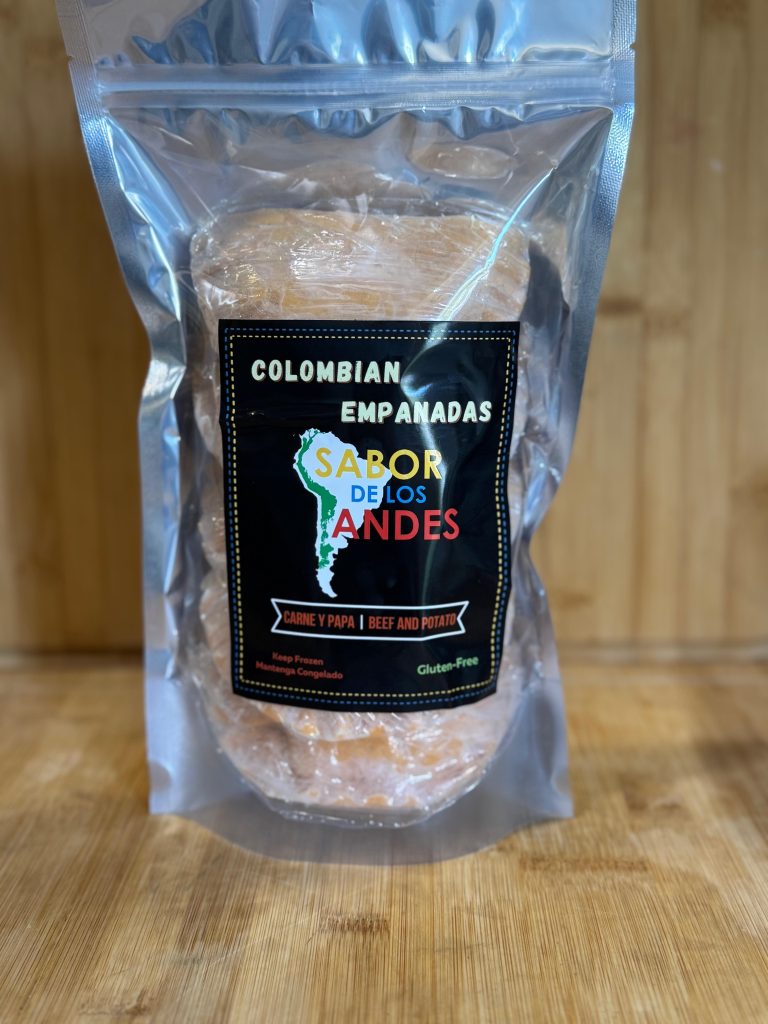 COLOMBIAN
EMPANADAS
SABOR
DE LOS
ANDES
CARNE Y PAPA | BEEF AND POTATO
Keep Frozen
Mantenga Congelado
Gluten-Free